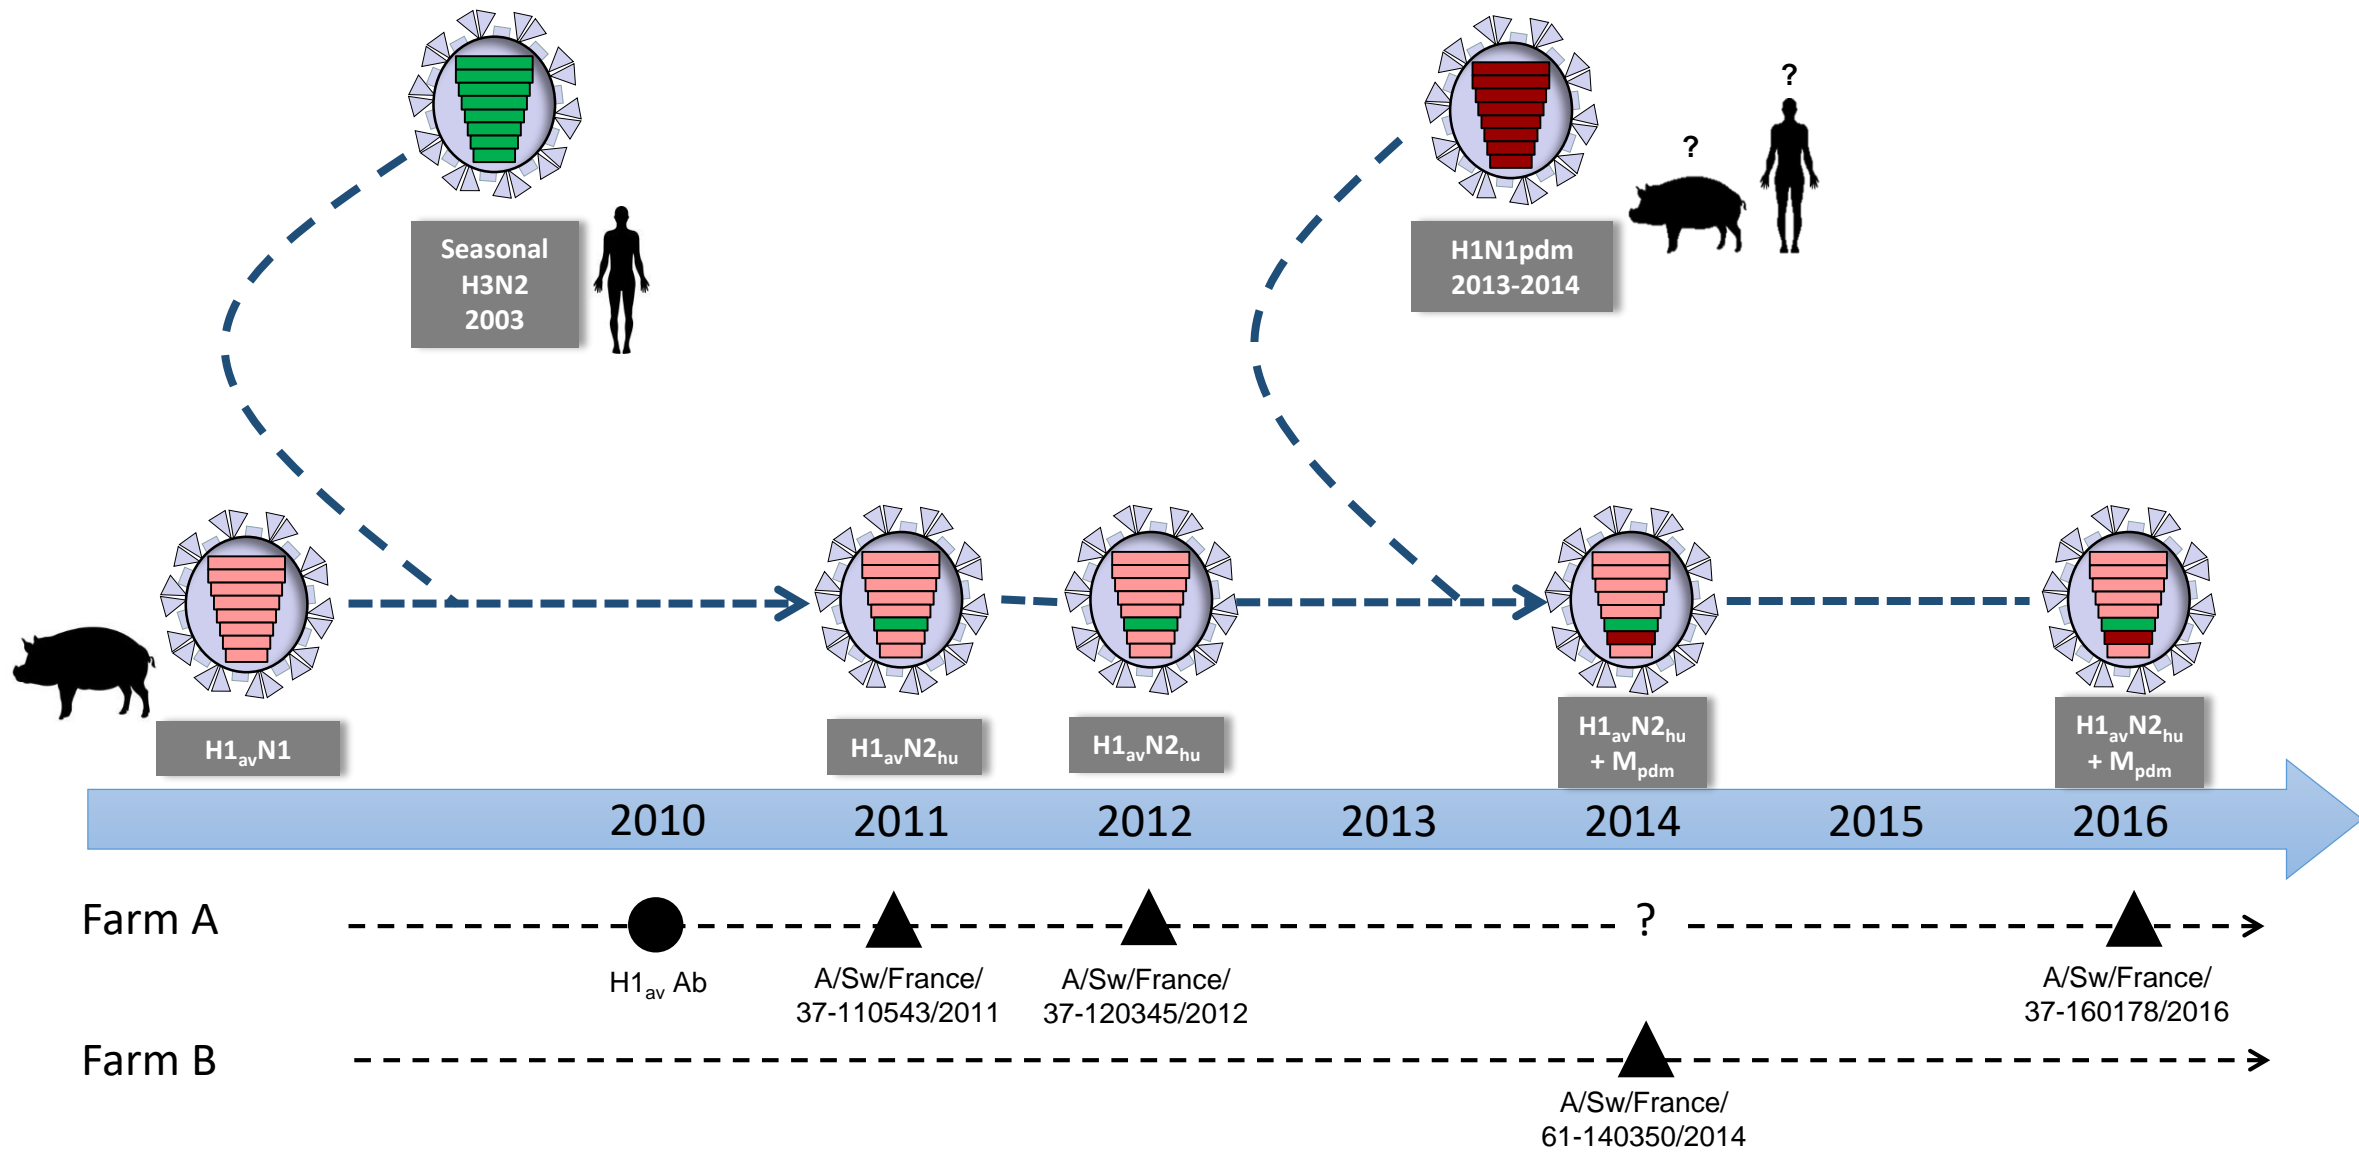 ?
?
Seasonal
H3N2
2003
H1N1pdm
2013-2014
H1avN1
H1avN2hu
H1avN2hu
H1avN2hu
+ Mpdm
H1avN2hu
+ Mpdm
2010 2011 2012 2013 2014 2015 2016
Farm A
?
H1av Ab
A/Sw/France/
37-110543/2011
A/Sw/France/
37-120345/2012
A/Sw/France/
37-160178/2016
Farm B
A/Sw/France/
61-140350/2014